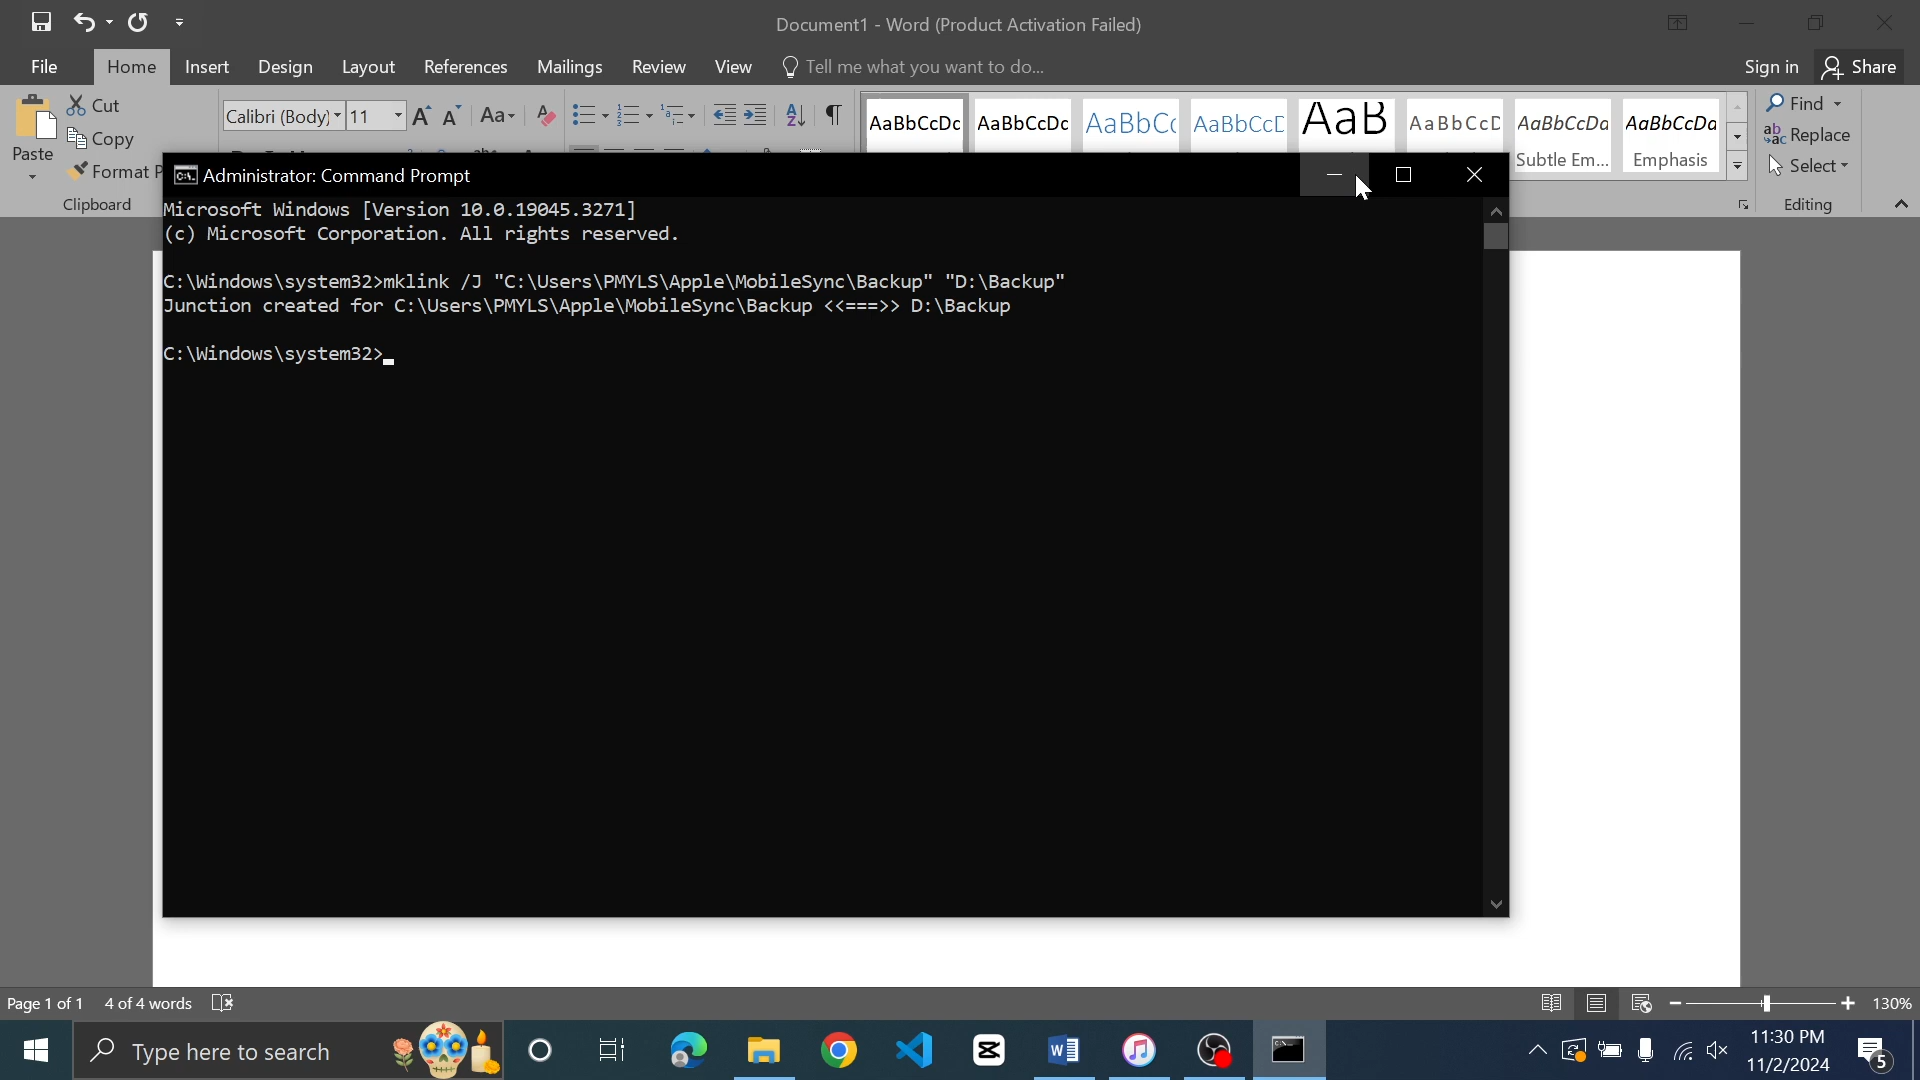 Document1 - Word (Product Activation Failed)
File Home Insert Design Layout References Mailings Review View Tell me what you want to do... Sign in Share
Paste
Cut
Copy
Format P
Clipboard
Calibri (Body) 11
Aa
AaBbCcDc AaBbCcDc AaBbCc AaBbCcD AaB AaBbCcD AaBbCcDd AaBbCcDd
Subtle Em... Emphasis
Find
Replace
Select
Editing
Administrator: Command Prompt
Microsoft Windows [Version 10.0.19045.3271]
(c) Microsoft Corporation. All rights reserved.
C:\Windows\system32>mklink /J "C:\Users\PMYLS\Apple\MobileSync\Backup" "D:\Backup"
Junction created for C:\Users\PMYLS\Apple\MobileSync\Backup <<===>> D:\Backup
C:\Windows\system32>
Page 1 of 1 4 of 4 words 130%
Type here to search
11:30 PM
11/2/2024
5